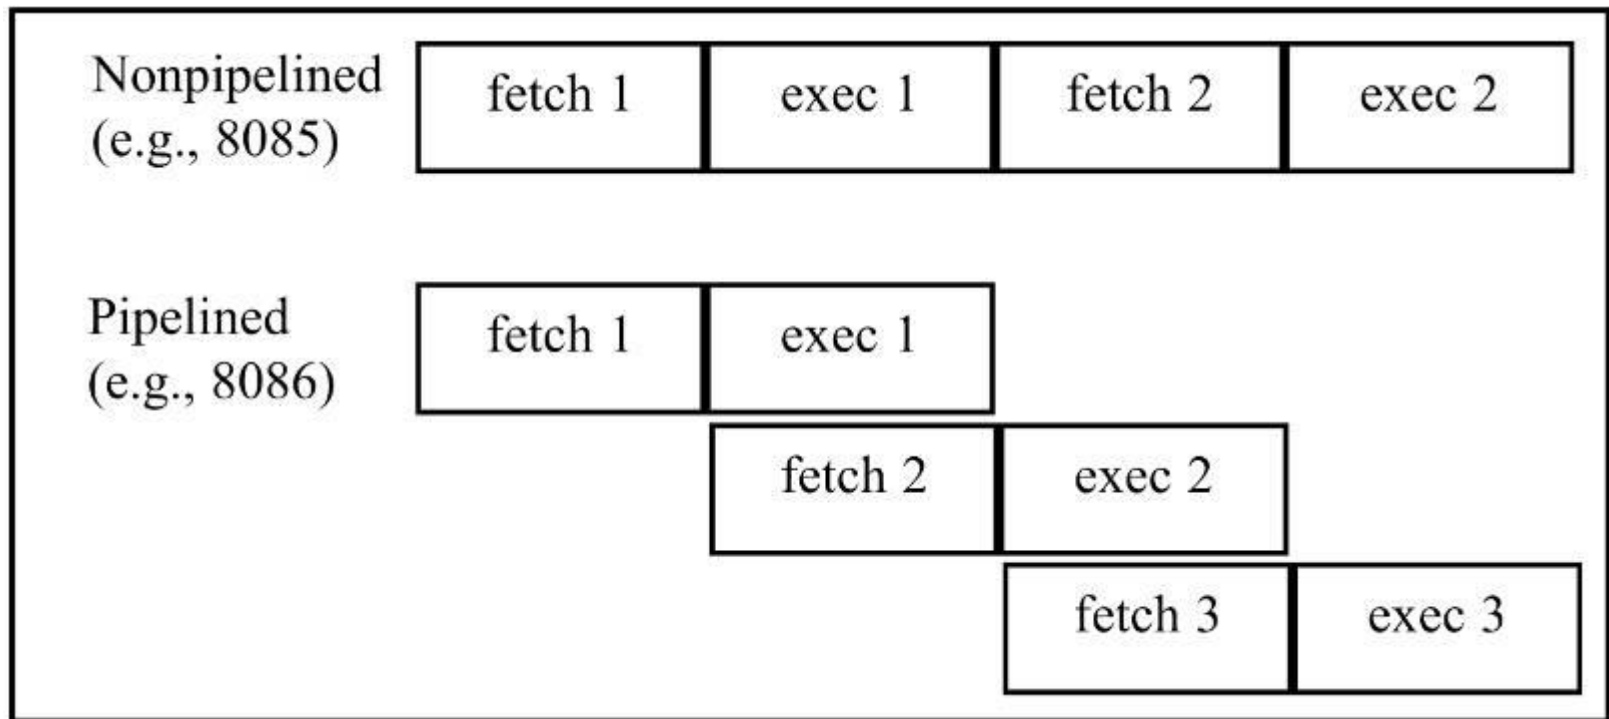 Nonpipelined
(e.g., 8085)
fetch 1
exec 1
fetch 2
exec 2
Pipelined
(e.g., 8086)
fetch 1
exec 1
fetch 2
exec 2
fetch 3
exec 3